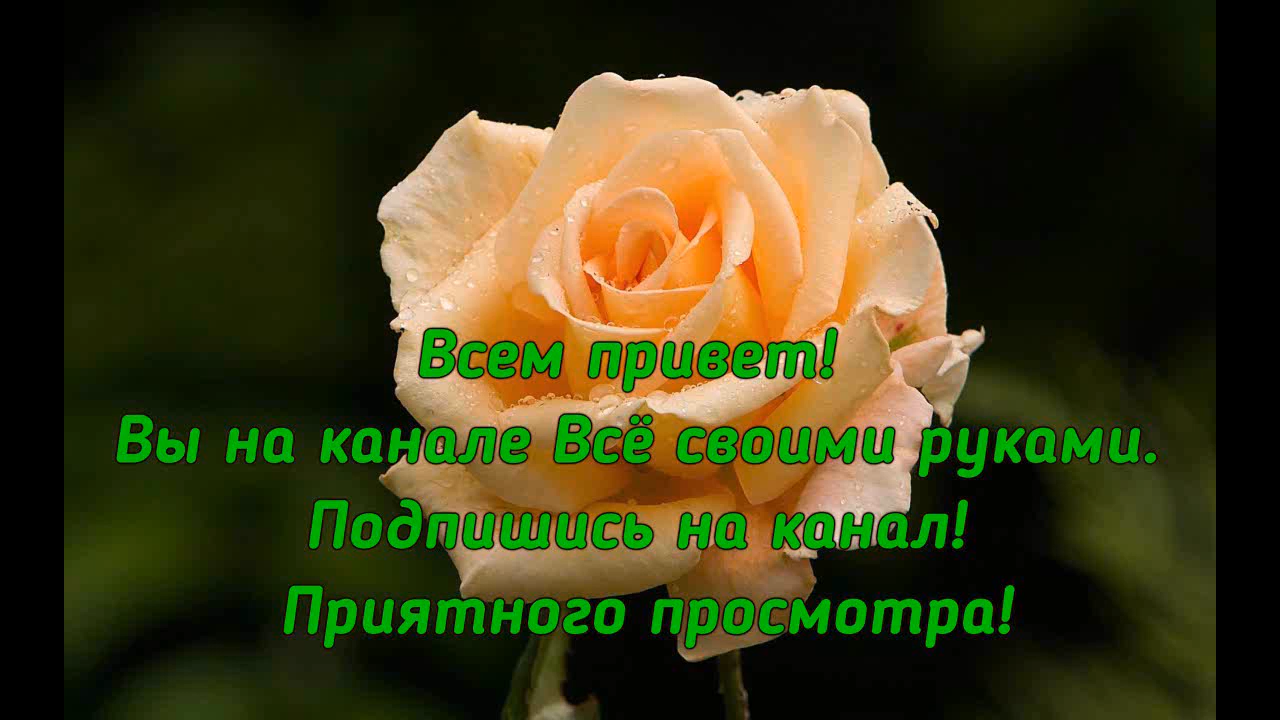 Всем привет!
Вы на канале Всё своими руками.
Подпишись на канал!
Приятного просмотра!